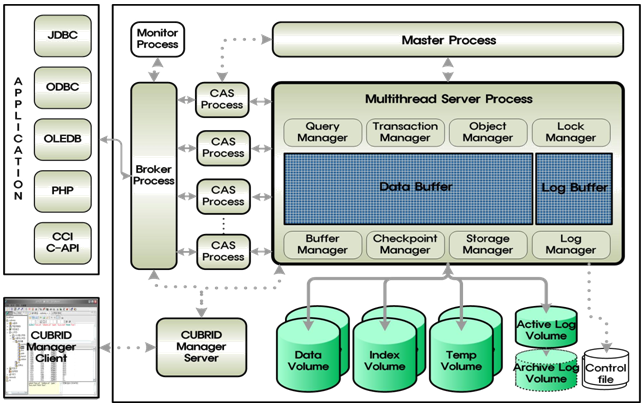 APPLICATION
JDBC
ODBC
OLEDB
PHP
CCI
C-API
Monitor
Process
Master Process
Broker
Process
CAS
Process
CAS
Process
CAS
Process
CAS
Process
Multithread Server Process
Query
Manager
Transaction
Manager
Object
Manager
Lock
Manager
Data Buffer
Log Buffer
Buffer
Manager
Checkpoint
Manager
Storage
Manager
Log
Manager
CUBRID
Manager
Client
CUBRID
Manager
Server
Data
Volume
Index
Volume
Temp
Volume
Active Log
Volume
Archive Log
Volume
Control
file